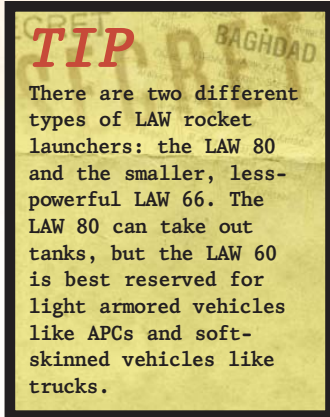 SECRET
BAGHDAD
SECRET
TIP
There are two different
types of LAW rocket
launchers: the LAW 80
and the smaller, less-
powerful LAW 66. The
LAW 80 can take out
tanks, but the LAW 60
is best reserved for
light armored vehicles
like APCs and soft-
skinned vehicles like
trucks.